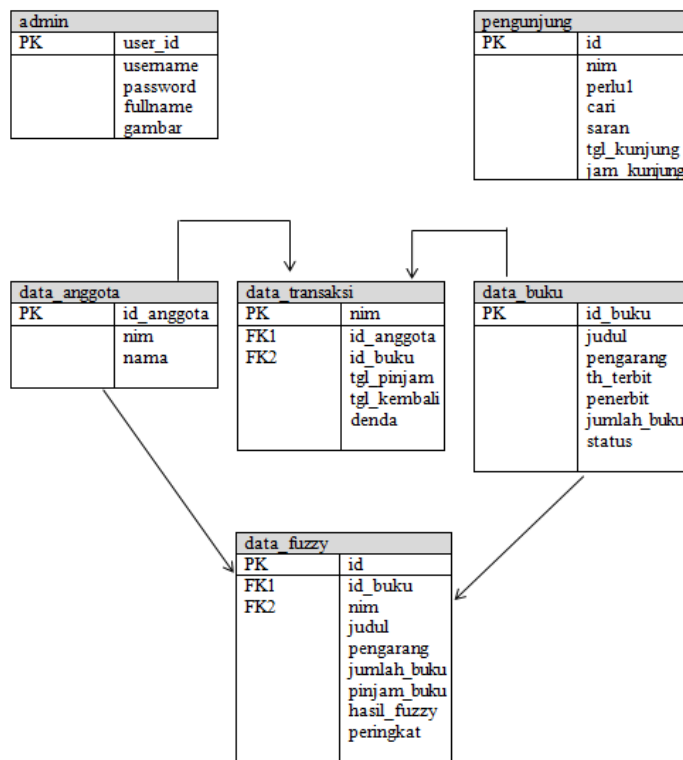 admin
PK user_id
username
password
fullname
gambar
pengunjung
PK id
nim
perlu1
cari
saran
tgl_kunjung
jam_kunjung
data_anggota
PK id_anggota
nim
nama
data_transaksi
PK nim
FK1 id_anggota
FK2 id_buku
tgl_pinjam
tgl_kembali
denda
data_buku
PK id_buku
judul
pengarang
th_terbit
penerbit
jumlah_buku
status
data_fuzzy
PK id
FK1 id_buku
FK2 nim
judul
pengarang
jumlah_buku
pinjam_buku
hasil_fuzzy
peringkat